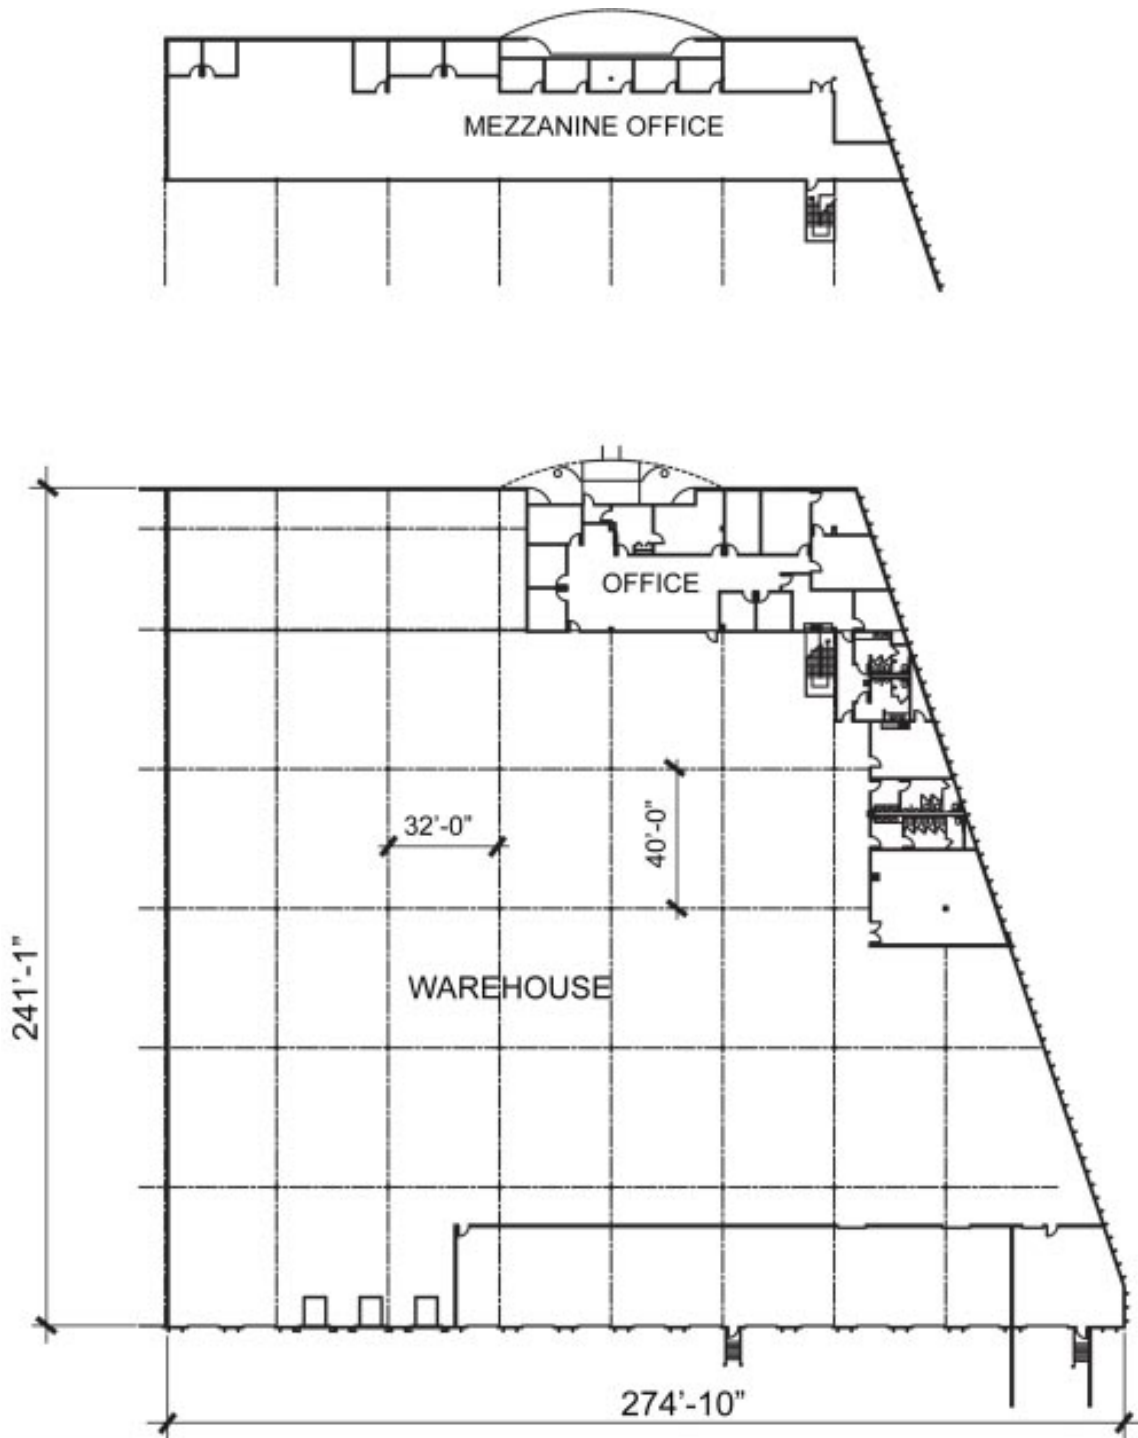 MEZZANINE OFFICE
OFFICE
32'-0"
40'-0"
241'-1"
WAREHOUSE
274'-10"